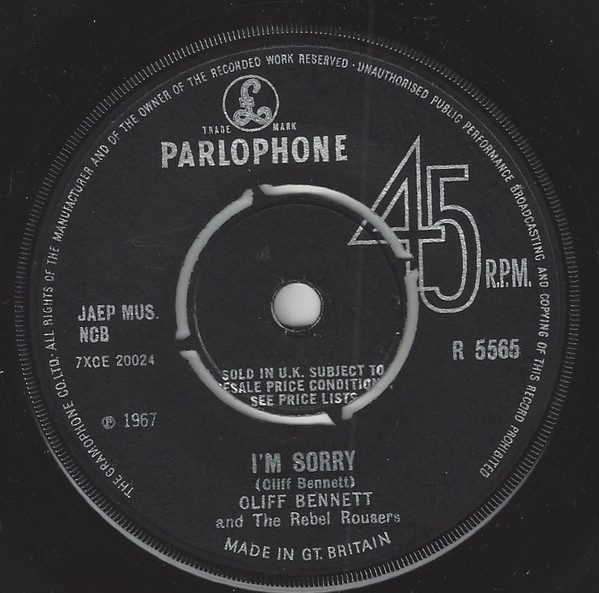 THE GRAMOPHONE CO. LTD. · ALL RIGHTS OF THE MANUFACTURER AND OF THE OWNER OF THE RECORDED WORK RESERVED · UNAUTHORISED PUBLIC PERFORMANCE BROADCASTING AND COPYING OF THIS RECORD PROHIBITED
£
TRADE MARK
PARLOPHONE
45 R.P.M.
JAEP MUS.
NCB
7XCE 20024
R 5565
SOLD IN U.K. SUBJECT TO
RESALE PRICE CONDITIONS,
SEE PRICE LISTS
℗ 1967
I'M SORRY
(Cliff Bennett)
CLIFF BENNETT
and The Rebel Rousers
MADE IN GT. BRITAIN